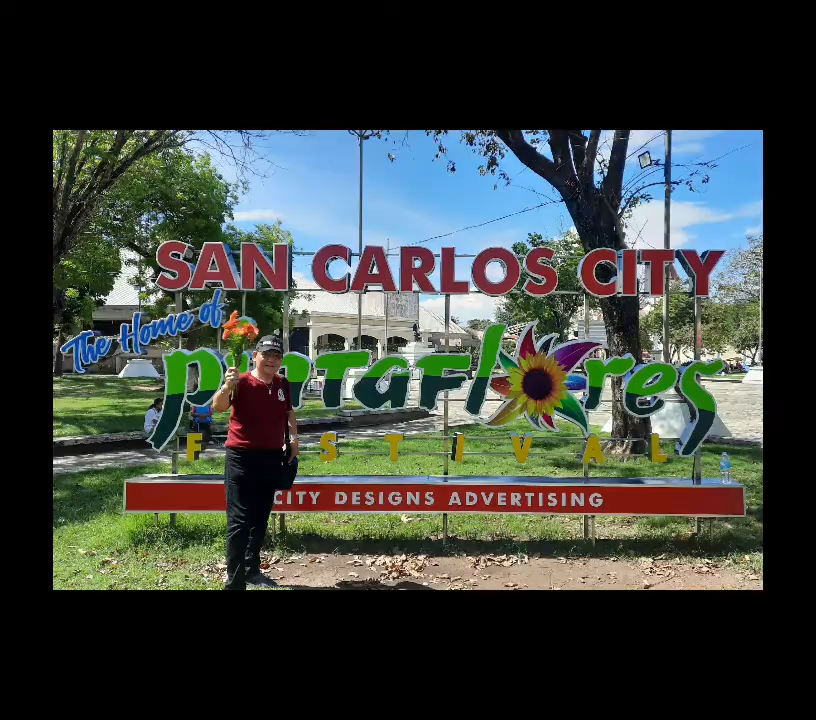 SAN CARLOS CITY
The Home of
PINTAFLores
FESTIVAL
CITY DESIGNS ADVERTISING